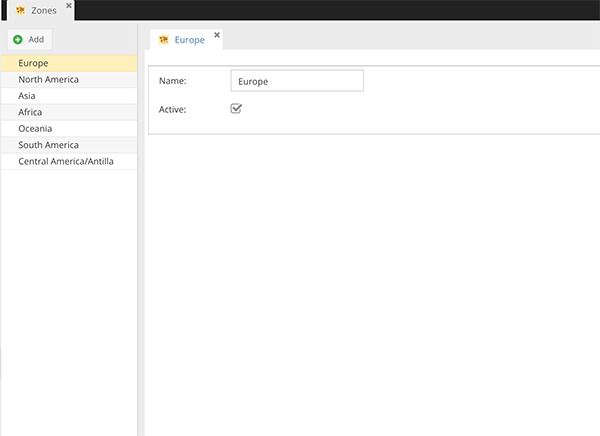 Zones
Add
Europe
North America
Asia
Africa
Oceania
South America
Central America/Antilla
Europe
Name: Europe
Active: